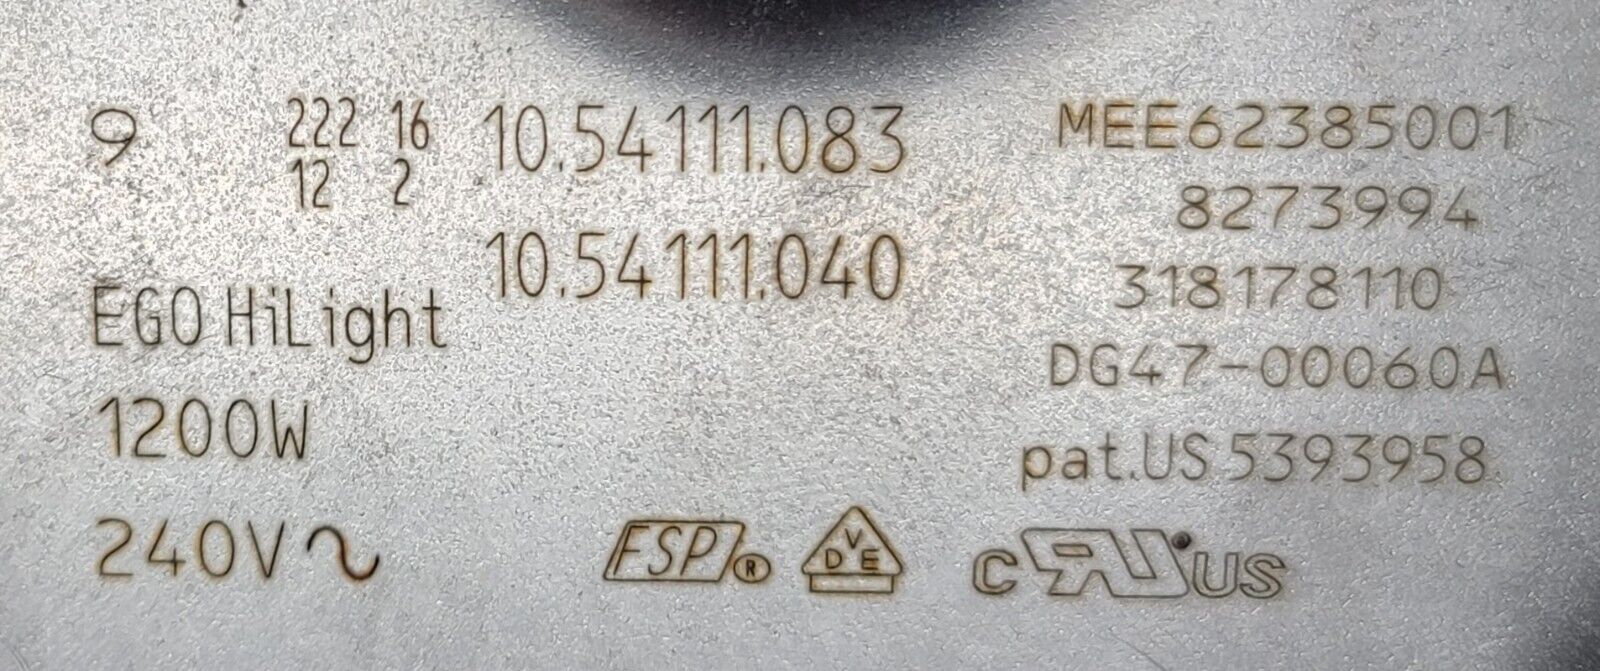 9 222 16 10.54111.083
12 2
10.54111.040
EGO HiLight
1200W
240V~
MEE62385001
8273994
318178110
DG47-00060A
pat.US 5393958
FSP®
VDE
cRUus